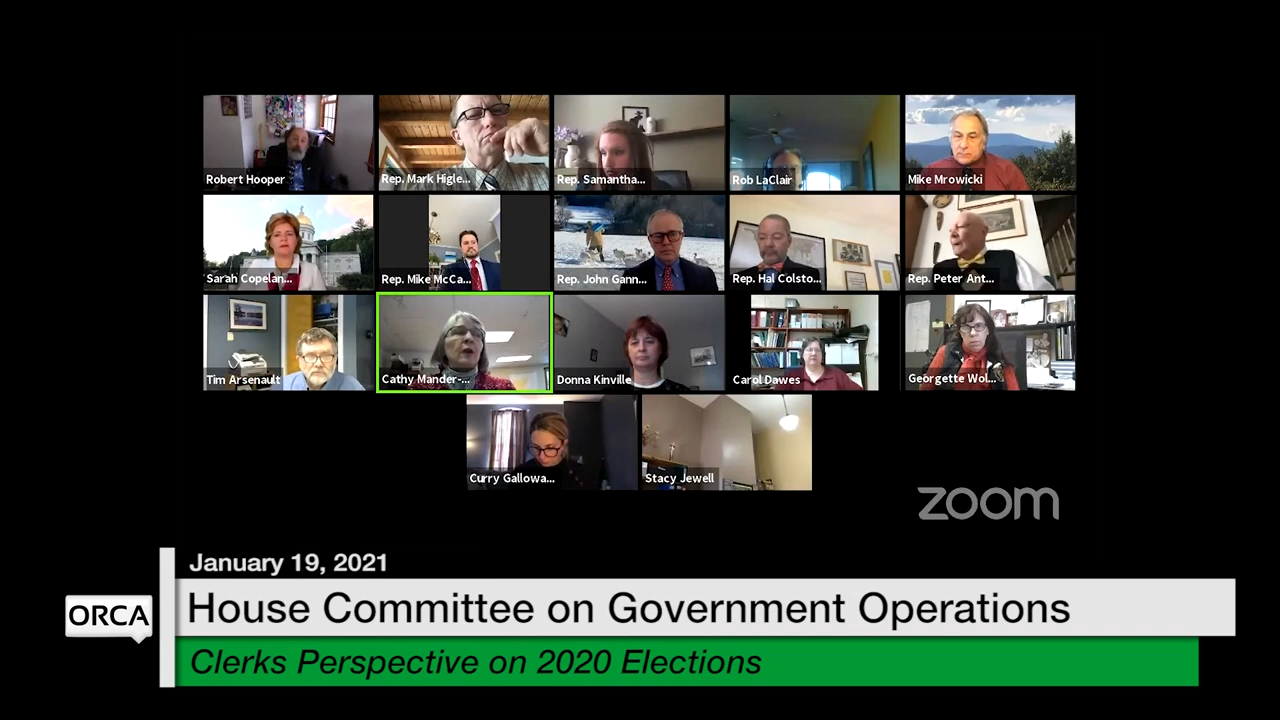 Robert Hooper
Rep. Mark Higle...
Rep. Samantha...
Rob LaClair
Mike Mrowicki
Sarah Copelan...
Rep. Mike McCa...
Rep. John Gann...
Rep. Hal Colsto...
Rep. Peter Ant...
Tim Arsenault
Cathy Mander-...
Donna Kinville
Carol Dawes
Georgette Wol...
Curry Gallowa...
Stacy Jewell
zoom
January 19, 2021
ORCA
House Committee on Government Operations
Clerks Perspective on 2020 Elections